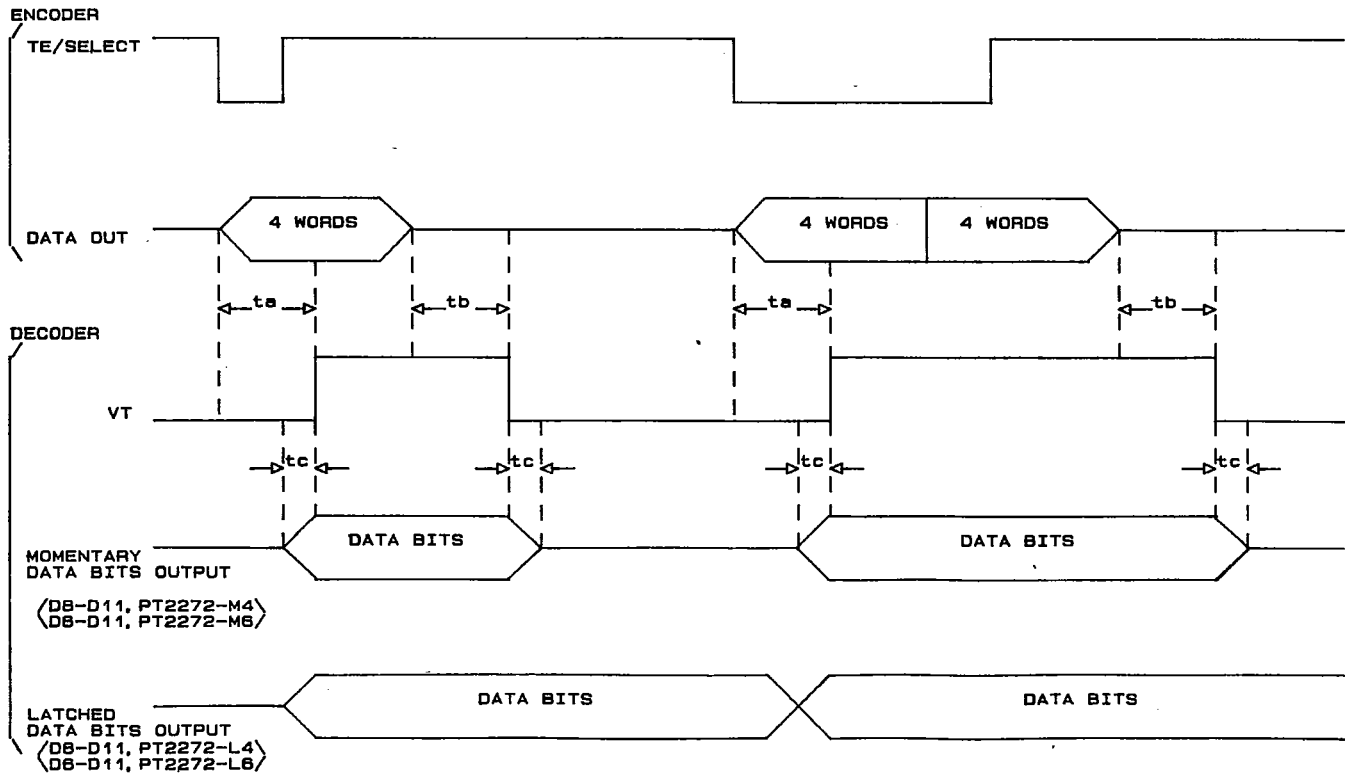 ENCODER
TE/SELECT
4 WORDS
4 WORDS
4 WORDS
DATA OUT
ta
tb
ta
tb
DECODER
VT
tc
tc
tc
tc
DATA BITS
DATA BITS
MOMENTARY
DATA BITS OUTPUT
D8-D11, PT2272-M4
D6-D11, PT2272-M6
DATA BITS
DATA BITS
LATCHED
DATA BITS OUTPUT
D8-D11, PT2272-L4
D6-D11, PT2272-L6